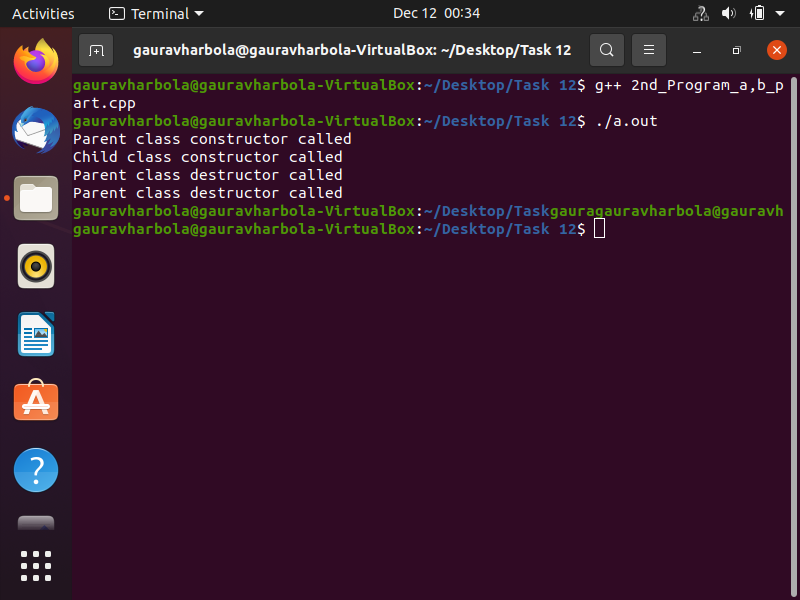 Activities
Terminal
Dec 12 00:34
gauravharbola@gauravharbola-VirtualBox: ~/Desktop/Task 12
gauravharbola@gauravharbola-VirtualBox:~/Desktop/Task 12$ g++ 2nd_Program_a,b_p
art.cpp
gauravharbola@gauravharbola-VirtualBox:~/Desktop/Task 12$ ./a.out
Parent class constructor called
Child class constructor called
Parent class destructor called
Parent class destructor called
gauravharbola@gauravharbola-VirtualBox:~/Desktop/Taskgauragauravharbola@gauravh
gauravharbola@gauravharbola-VirtualBox:~/Desktop/Task 12$